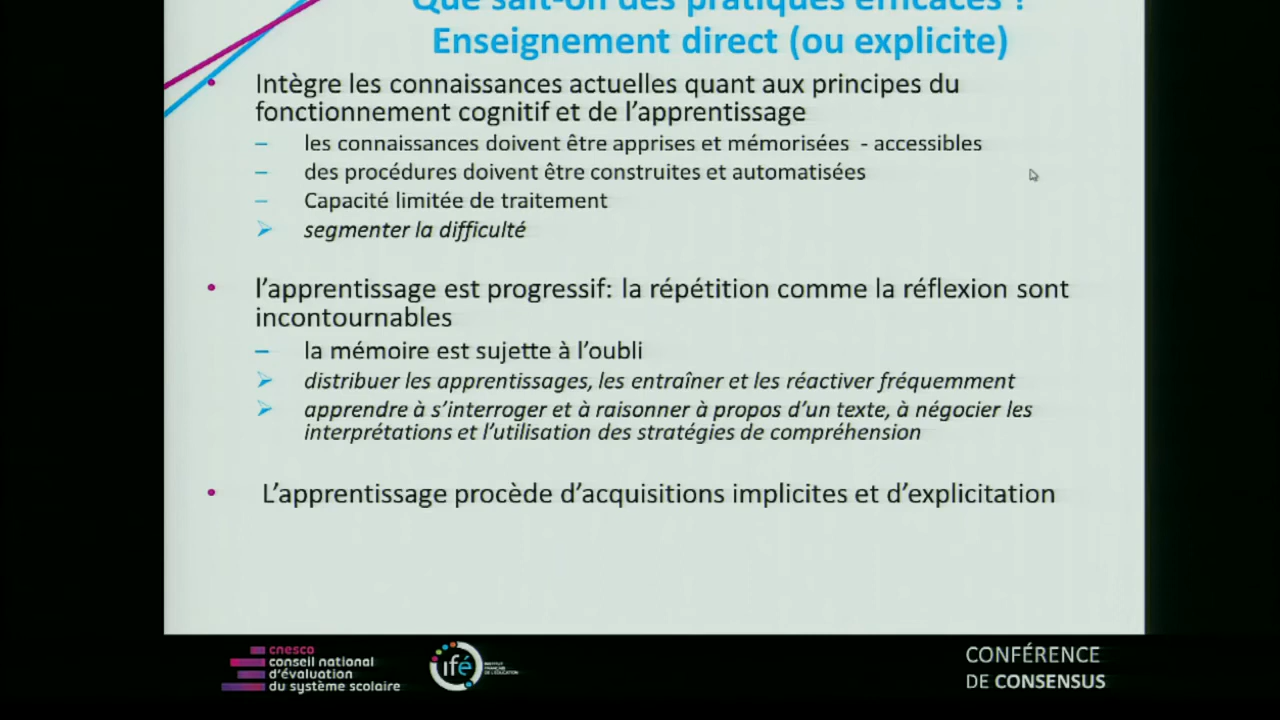 Que sait-on des pratiques efficaces ?
Enseignement direct (ou explicite)
• Intègre les connaissances actuelles quant aux principes du
fonctionnement cognitif et de l'apprentissage
– les connaissances doivent être apprises et mémorisées - accessibles
– des procédures doivent être construites et automatisées
– Capacité limitée de traitement
➢ segmenter la difficulté
• l'apprentissage est progressif: la répétition comme la réflexion sont
incontournables
– la mémoire est sujette à l'oubli
➢ distribuer les apprentissages, les entraîner et les réactiver fréquemment
➢ apprendre à s'interroger et à raisonner à propos d'un texte, à négocier les
interprétations et l'utilisation des stratégies de compréhension
• L'apprentissage procède d'acquisitions implicites et d'explicitation
cnesco
conseil national
d'évaluation
du système scolaire
ifé
INSTITUT
FRANÇAIS
DE L'ÉDUCATION
CONFÉRENCE
DE CONSENSUS